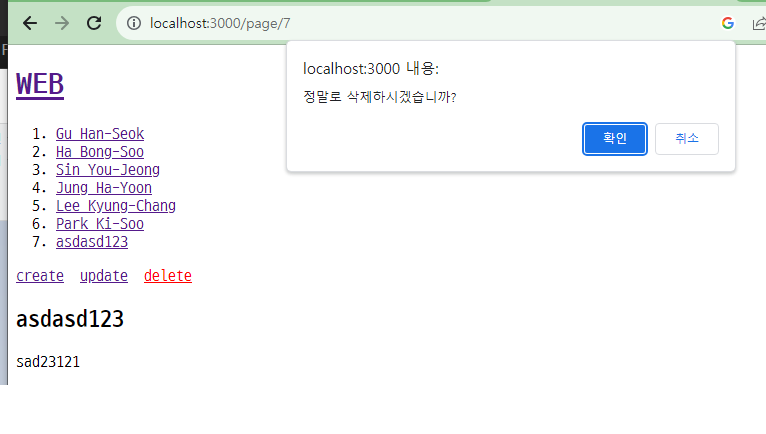 localhost:3000/page/7
localhost:3000 내용:
정말로 삭제하시겠습니까?
확인 취소
WEB
1. Gu Han-Seok
2. Ha Bong-Soo
3. Sin You-Jeong
4. Jung Ha-Yoon
5. Lee Kyung-Chang
6. Park Ki-Soo
7. asdasd123
create update delete
asdasd123
sad23121